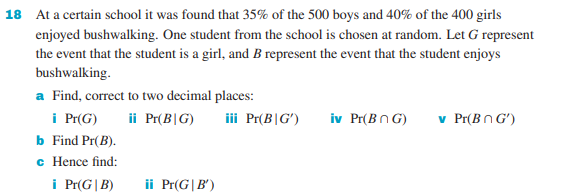 18 At a certain school it was found that 35% of the 500 boys and 40% of the 400 girls
enjoyed bushwalking. One student from the school is chosen at random. Let G represent
the event that the student is a girl, and B represent the event that the student enjoys
bushwalking.
a Find, correct to two decimal places:
i Pr(G) ii Pr(B|G) iii Pr(B|G′) iv Pr(B ∩ G) v Pr(B ∩ G′)
b Find Pr(B).
c Hence find:
i Pr(G|B) ii Pr(G|B′)